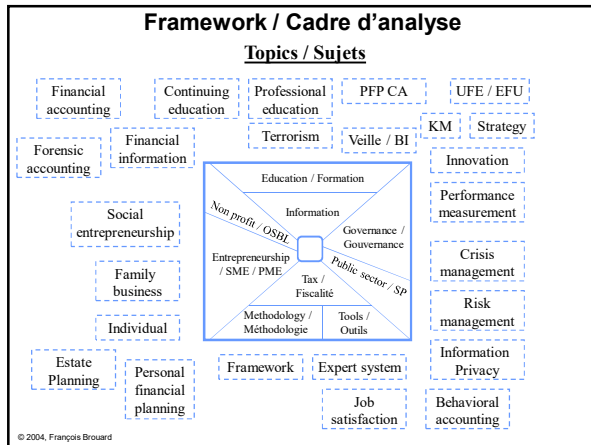 Framework / Cadre d'analyse
Topics / Sujets
Financial
accounting
Continuing
education
Professional
education
PFP CA
UFE / EFU
Terrorism
Veille / BI
KM
Strategy
Forensic
accounting
Financial
information
Innovation
Performance
measurement
Education / Formation
Information
Non profit / OSBL
Governance /
Gouvernance
Entrepreneurship
/ SME / PME
Public sector / SP
Tax /
Fiscalité
Methodology /
Méthodologie
Tools /
Outils
Social
entrepreneurship
Family
business
Individual
Crisis
management
Risk
management
Information
Privacy
Estate
Planning
Personal
financial
planning
Framework
Expert system
Job
satisfaction
Behavioral
accounting
© 2004, François Brouard